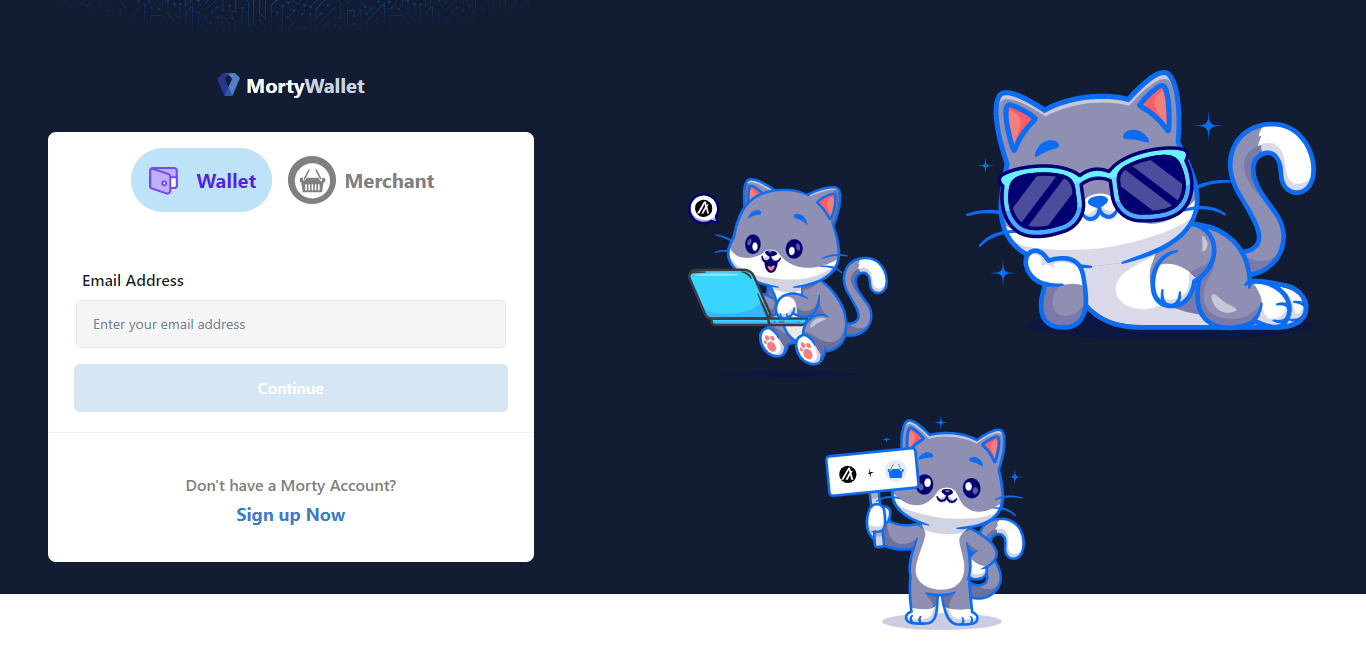 MortyWallet
Wallet
Merchant
Email Address
Enter your email address
Continue
Don't have a Morty Account?
Sign up Now